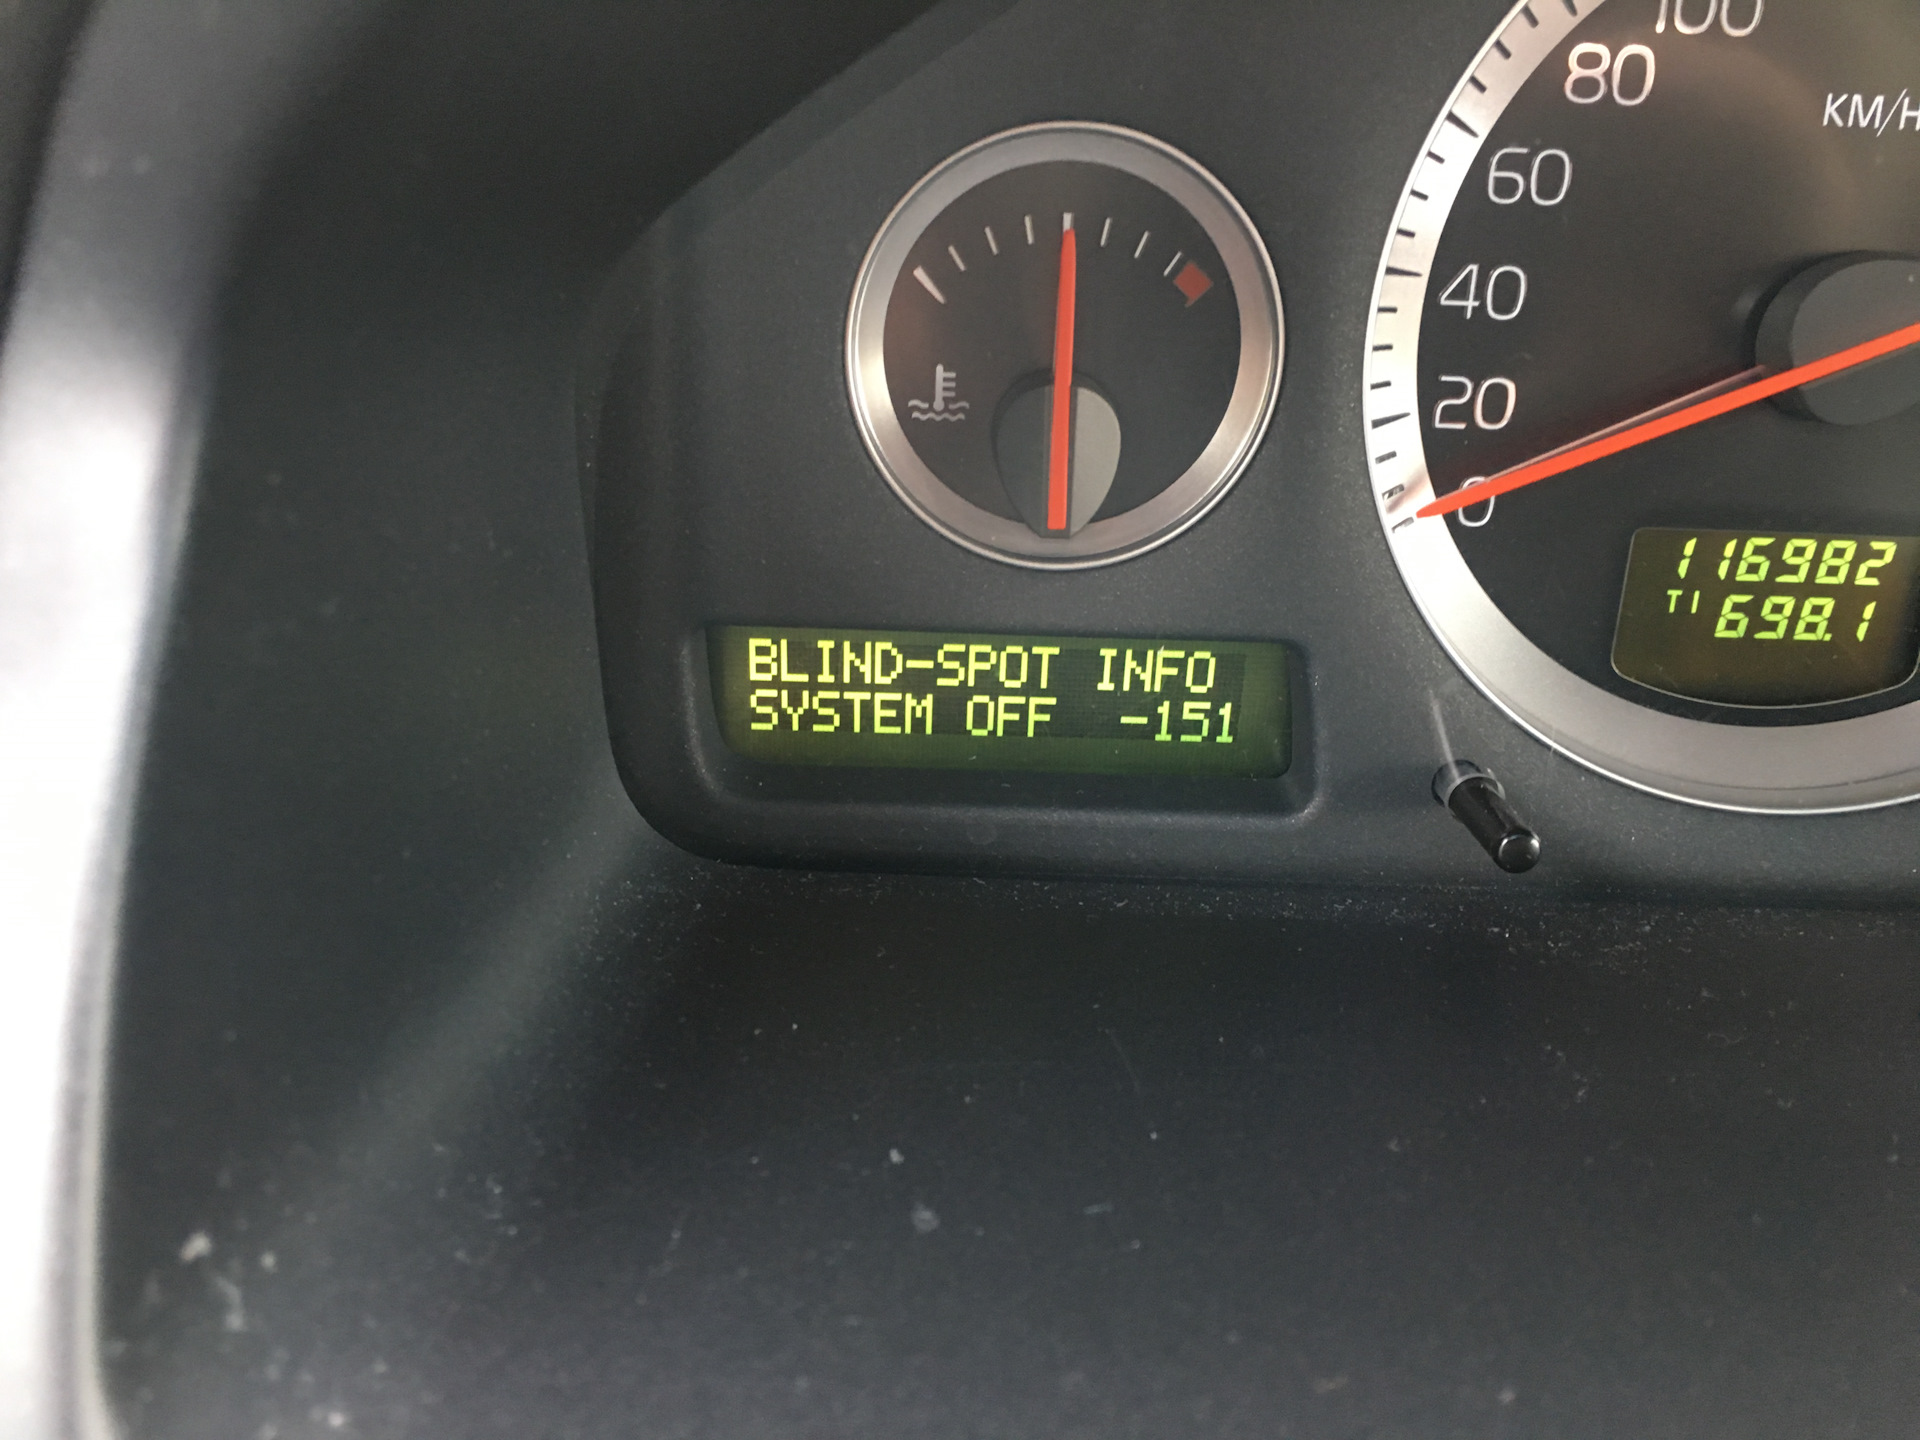 100
80
KM/H
60
40
20
0
116982
T1 698.1
BLIND-SPOT INFO
SYSTEM OFF -151